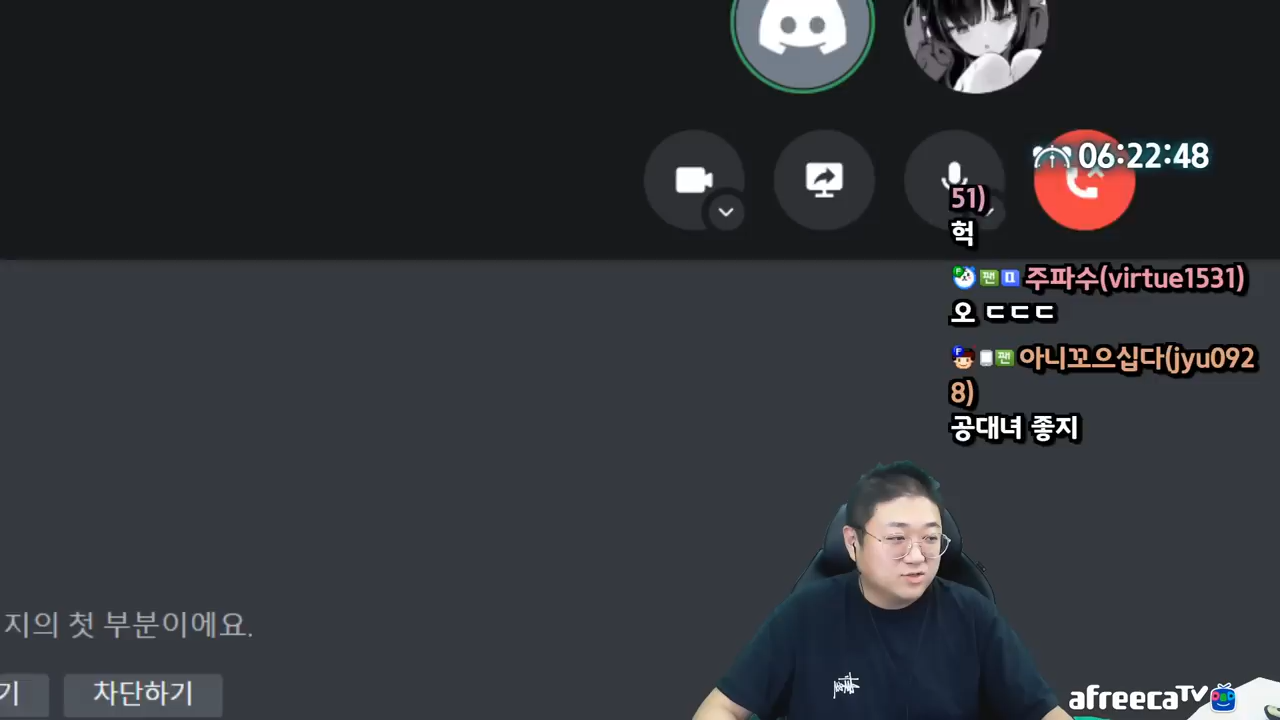 06:22:48
51)
헉
팬 주파수(virtue1531)
오 ㄷㄷㄷ
팬 아니꼬으십다(jyu092
8)
공대녀 좋지
지의 첫 부분이에요.
기
차단하기
afreecaTV